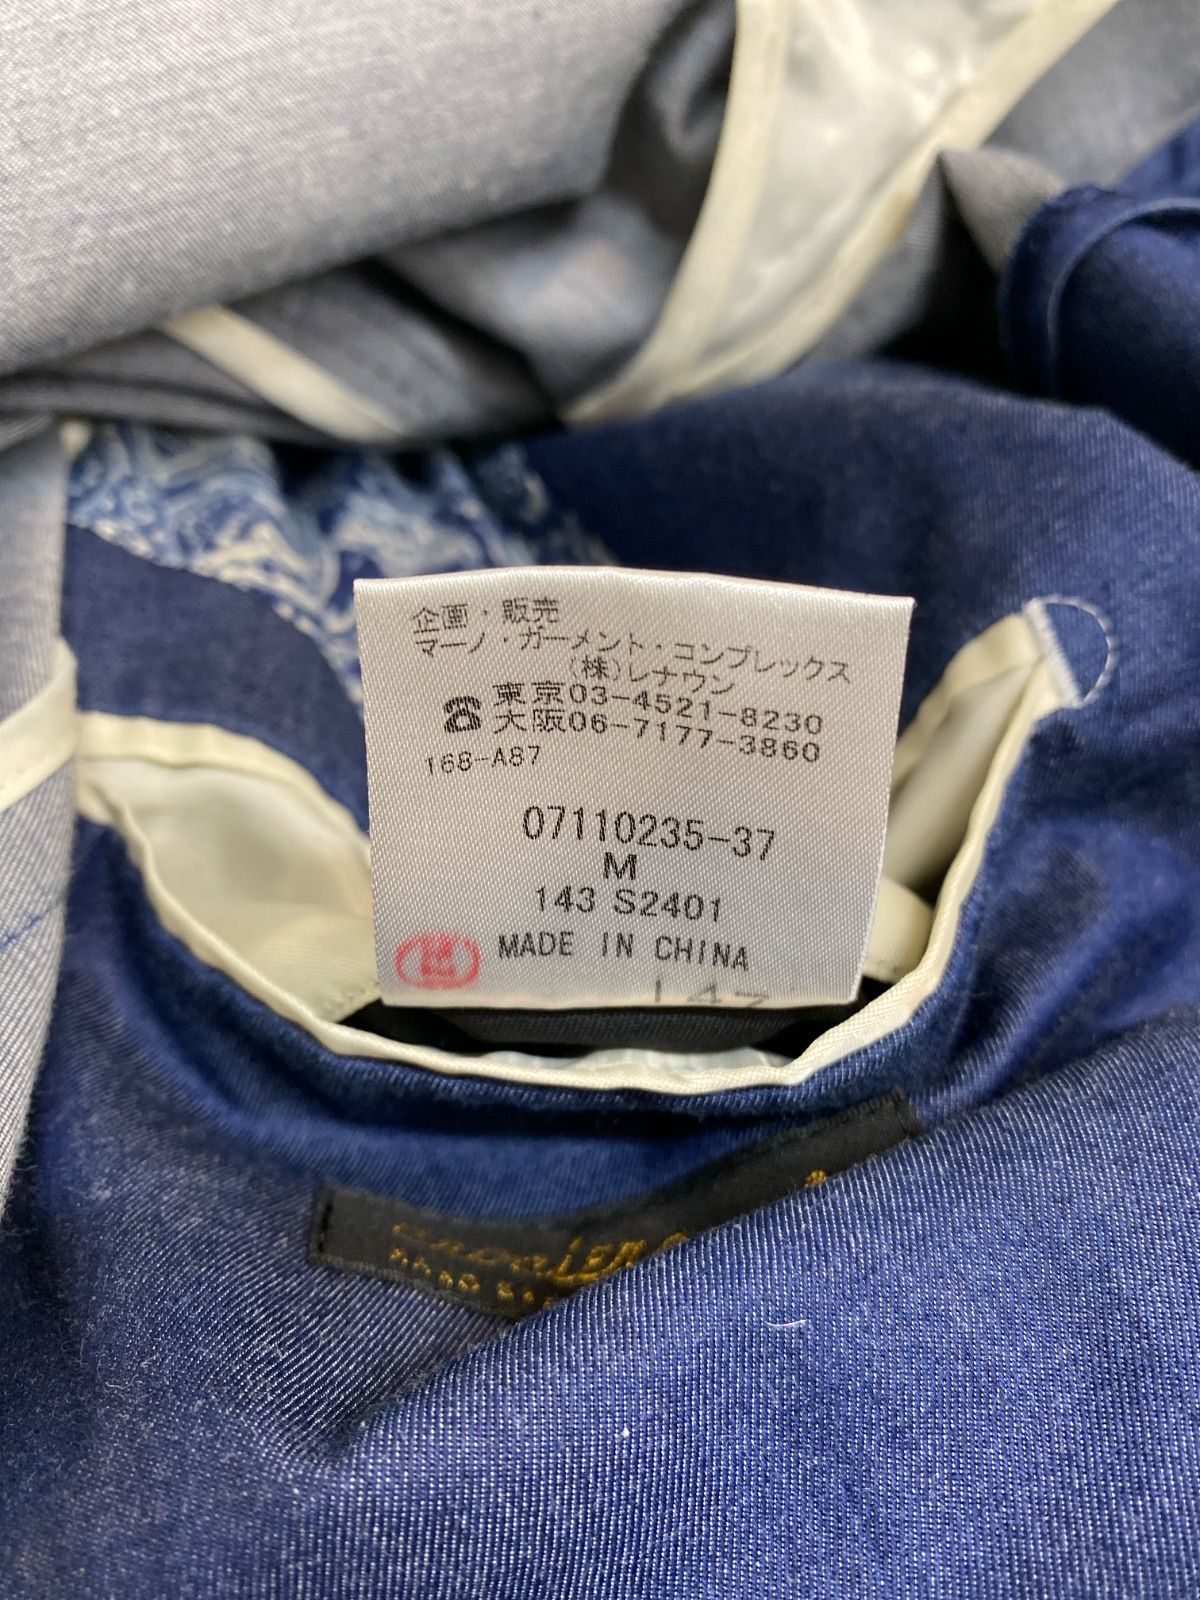 企画・販売
マーノ・ガーメント・コンプレックス
(株)レナウン
☎東京03-4521-8230
大阪06-7177-3860
168-A87
07110235-37
M
143 S2401
MADE IN CHINA